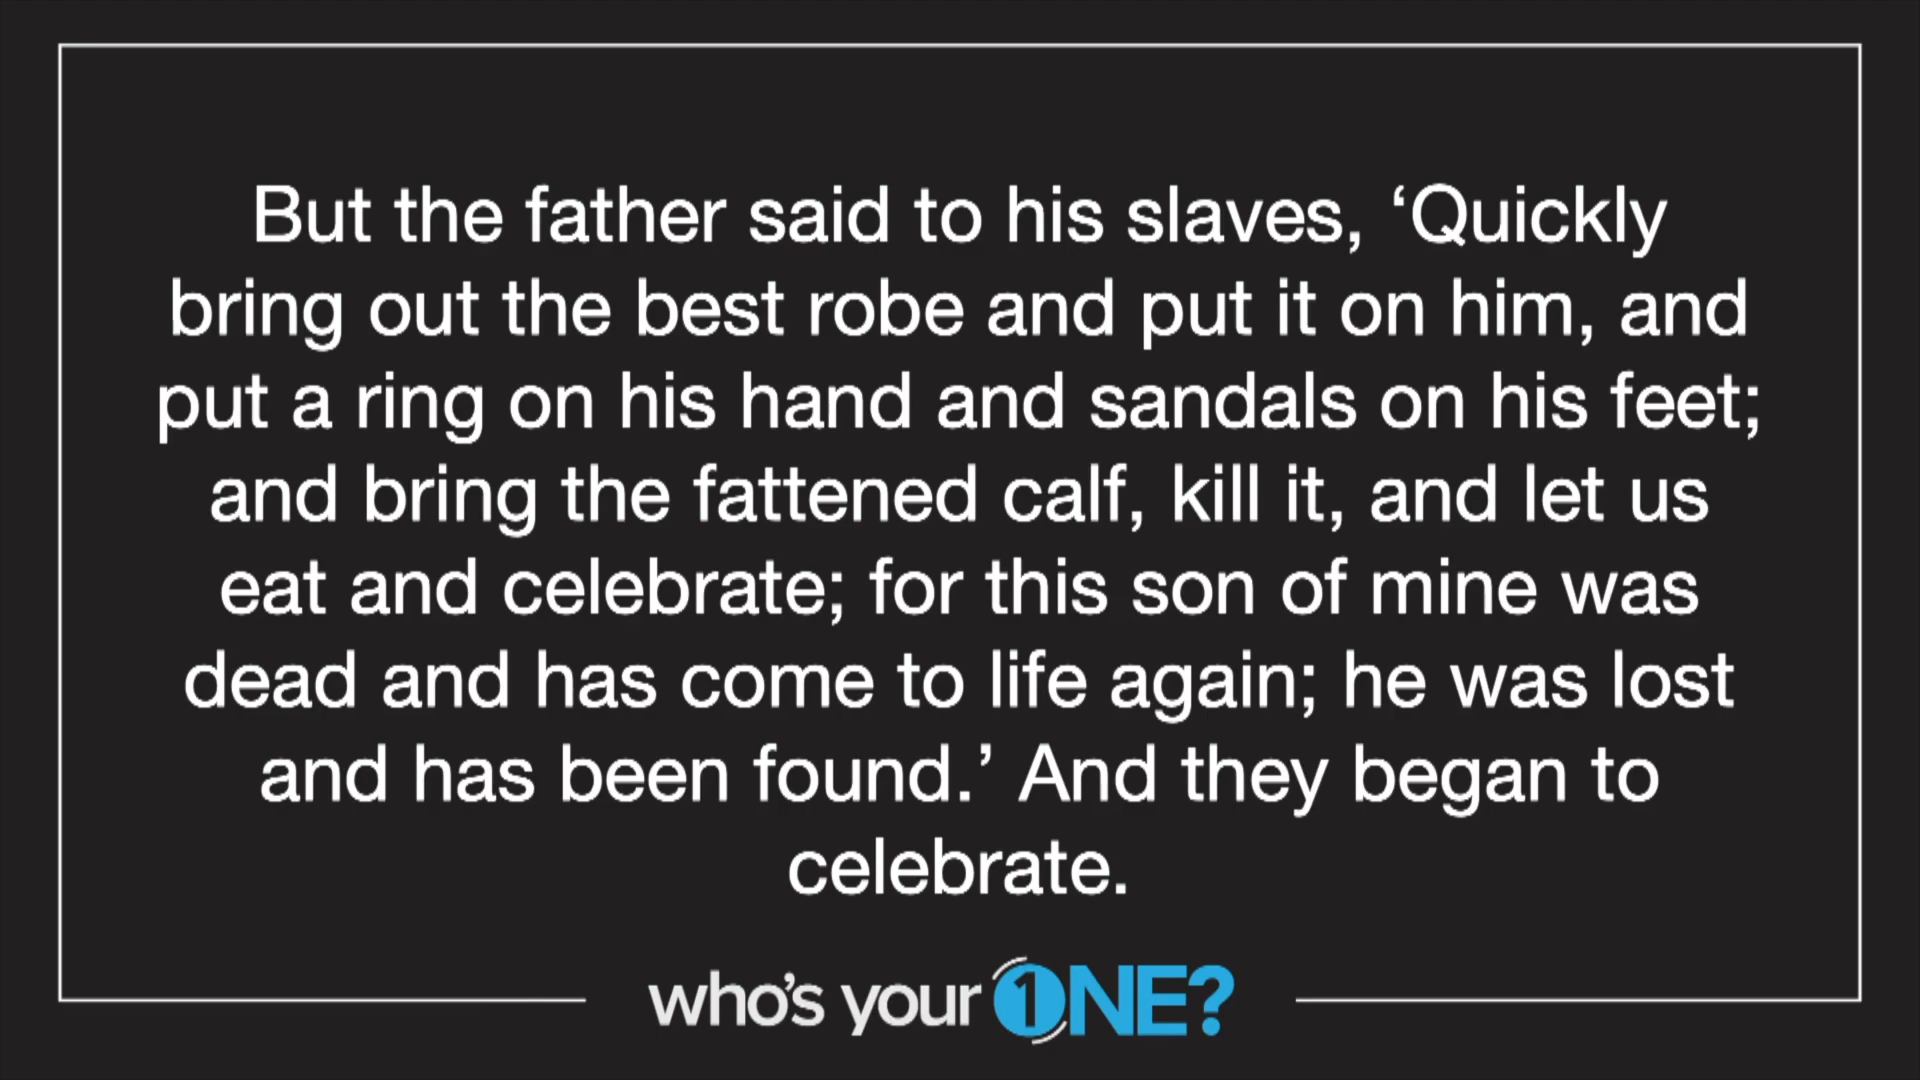 But the father said to his slaves, ‘Quickly
bring out the best robe and put it on him, and
put a ring on his hand and sandals on his feet;
and bring the fattened calf, kill it, and let us
eat and celebrate; for this son of mine was
dead and has come to life again; he was lost
and has been found.’ And they began to
celebrate.
who's your 1NE?